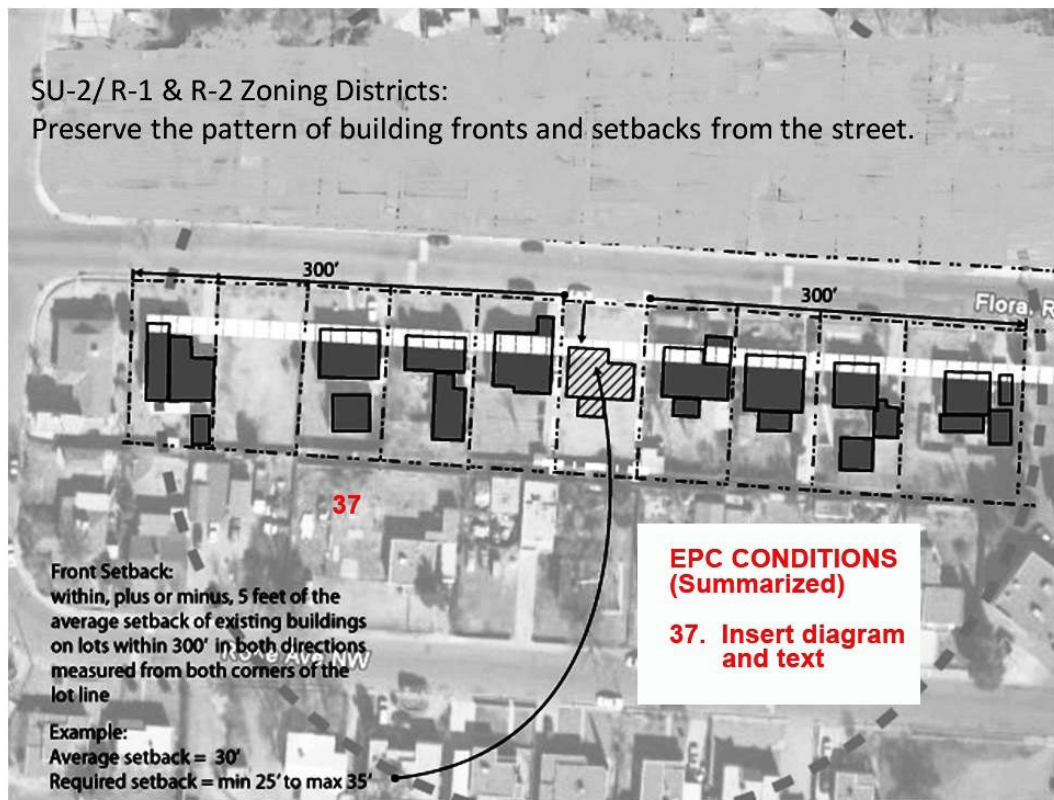 SU-2/ R-1 & R-2 Zoning Districts:
Preserve the pattern of building fronts and setbacks from the street.
300'
300'
Flora. R
37
EPC CONDITIONS
(Summarized)
37. Insert diagram
and text
Front Setback:
within, plus or minus, 5 feet of the
average setback of existing buildings
on lots within 300' in both directions
measured from both corners of the
lot line
Ave NW
Example:
Average setback = 30'
Required setback = min 25' to max 35'